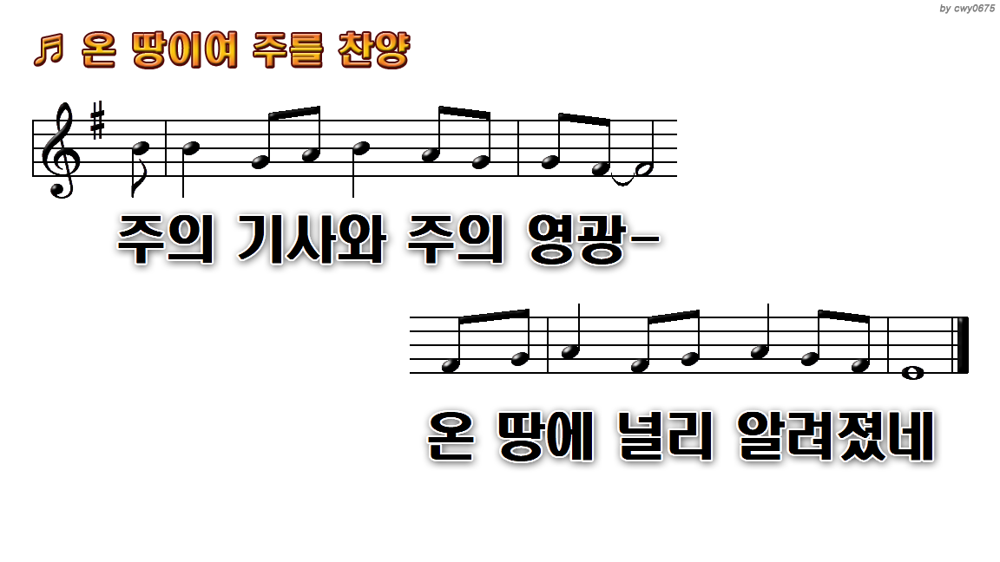 by cwy0675
♬ 온 땅이여 주를 찬양
주의 기사와 주의 영광-
온 땅에 널리 알려졌네